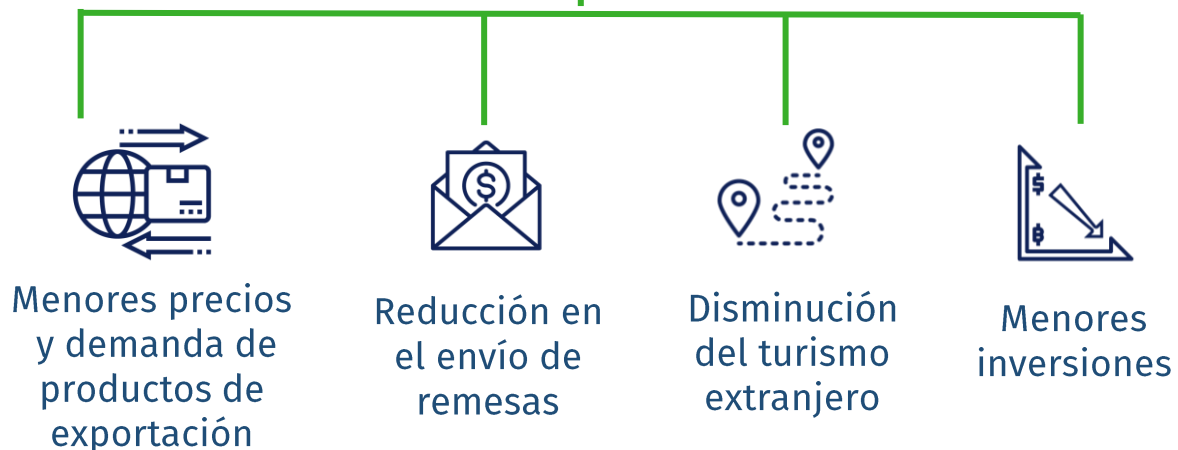 Menores precios
y demanda de
productos de
exportación
Reducción en
el envío de
remesas
Disminución
del turismo
extranjero
Menores
inversiones